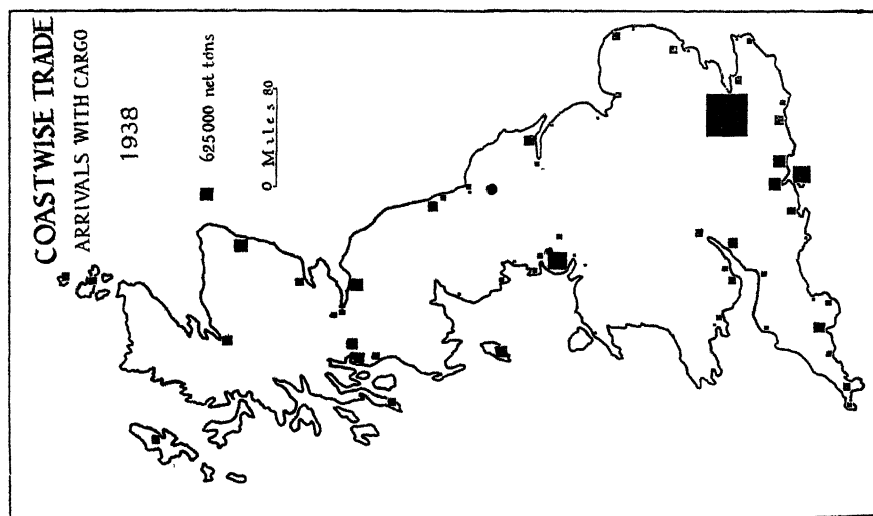 COASTWISE TRADE
ARRIVALS WITH CARGO
1938
625000 net tons
0 Miles 80